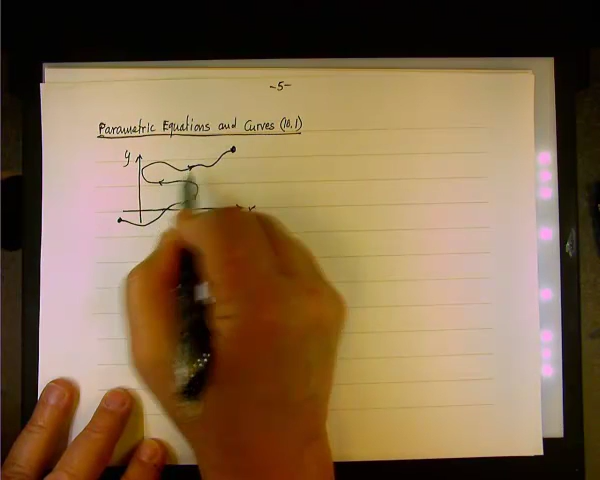 -5-
Parametric Equations and Curves (10.1)
y
x